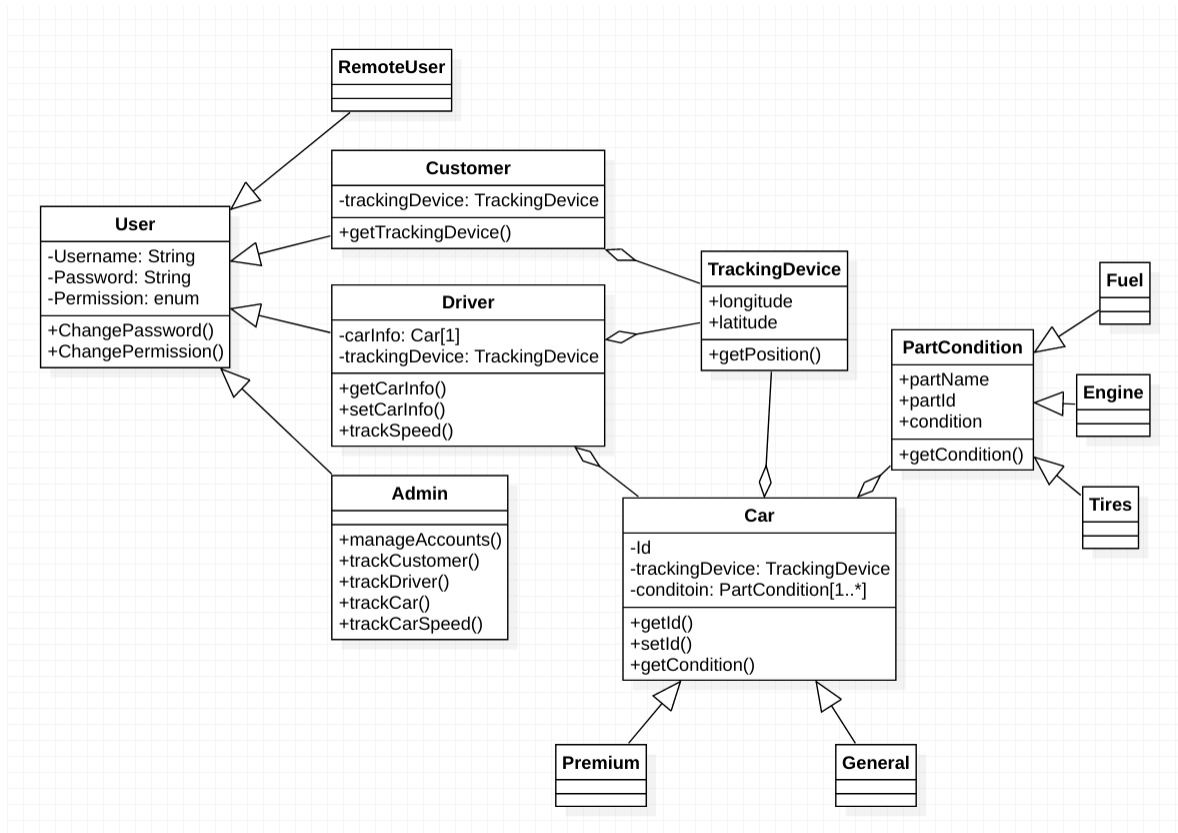 RemoteUser
Customer
-trackingDevice: TrackingDevice
+getTrackingDevice()
User
-Username: String
-Password: String
-Permission: enum
+ChangePassword()
+ChangePermission()
Driver
-carInfo: Car[1]
-trackingDevice: TrackingDevice
+getCarInfo()
+setCarInfo()
+trackSpeed()
TrackingDevice
+longitude
+latitude
+getPosition()
Fuel
PartCondition
+partName
+partId
+condition
+getCondition()
Engine
Tires
Admin
+manageAccounts()
+trackCustomer()
+trackDriver()
+trackCar()
+trackCarSpeed()
Car
-Id
-trackingDevice: TrackingDevice
-conditoin: PartCondition[1..*]
+getId()
+setId()
+getCondition()
Premium
General